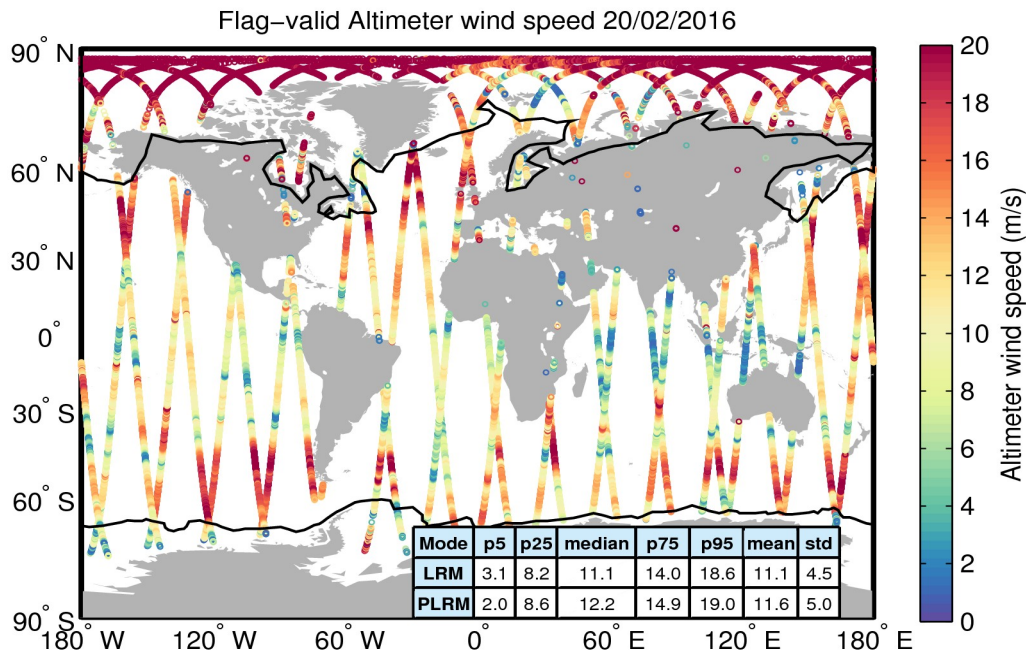 Flag−valid Altimeter wind speed 20/02/2016
90° N
60° N
30° N
0°
30° S
60° S
90° S
180° W 120° W 60° W 0° 60° E 120° E 180° E
Mode p5 p25 median p75 p95 mean std
LRM 3.1 8.2 11.1 14.0 18.6 11.1 4.5
PLRM 2.0 8.6 12.2 14.9 19.0 11.6 5.0
20
18
16
14
12
10
8
6
4
2
0
Altimeter wind speed (m/s)